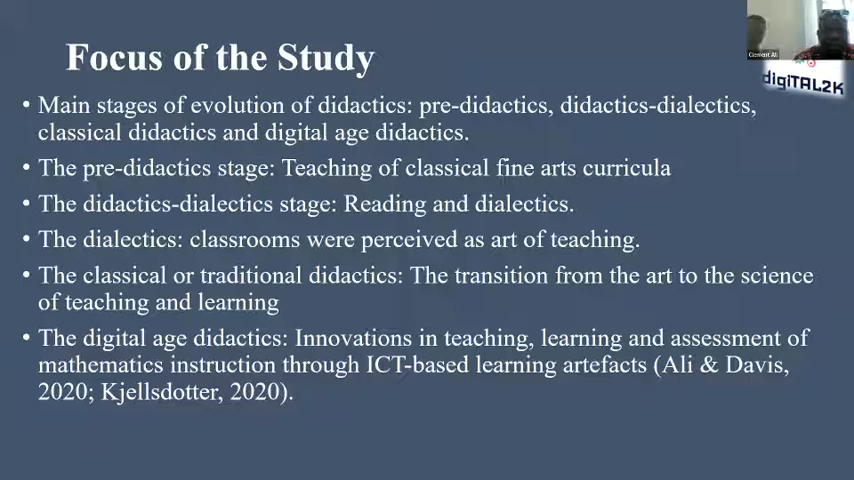 Focus of the Study
Clement Ali
digiTAL2K
• Main stages of evolution of didactics: pre-didactics, didactics-dialectics,
classical didactics and digital age didactics.
• The pre-didactics stage: Teaching of classical fine arts curricula
• The didactics-dialectics stage: Reading and dialectics.
• The dialectics: classrooms were perceived as art of teaching.
• The classical or traditional didactics: The transition from the art to the science
of teaching and learning
• The digital age didactics: Innovations in teaching, learning and assessment of
mathematics instruction through ICT-based learning artefacts (Ali & Davis,
2020; Kjellsdotter, 2020).